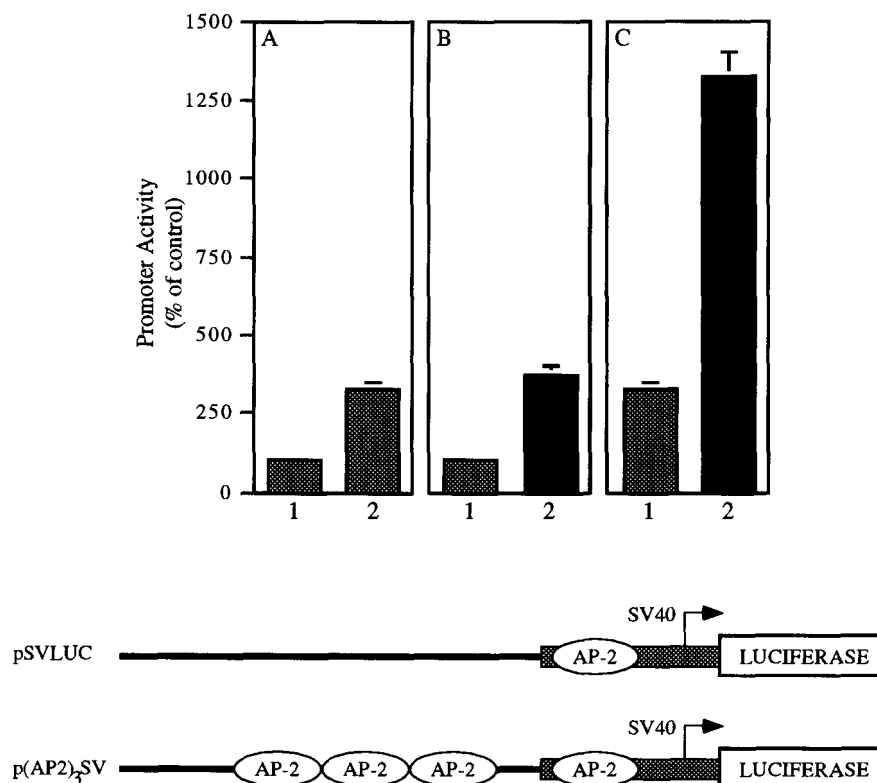 1500
1250
1000
750
500
250
0
Promoter Activity
(% of control)
A
B
C
1 2 1 2 1 2
pSVLUC
AP-2
SV40
LUCIFERASE
p(AP2)3SV
AP-2 AP-2 AP-2 AP-2
SV40
LUCIFERASE